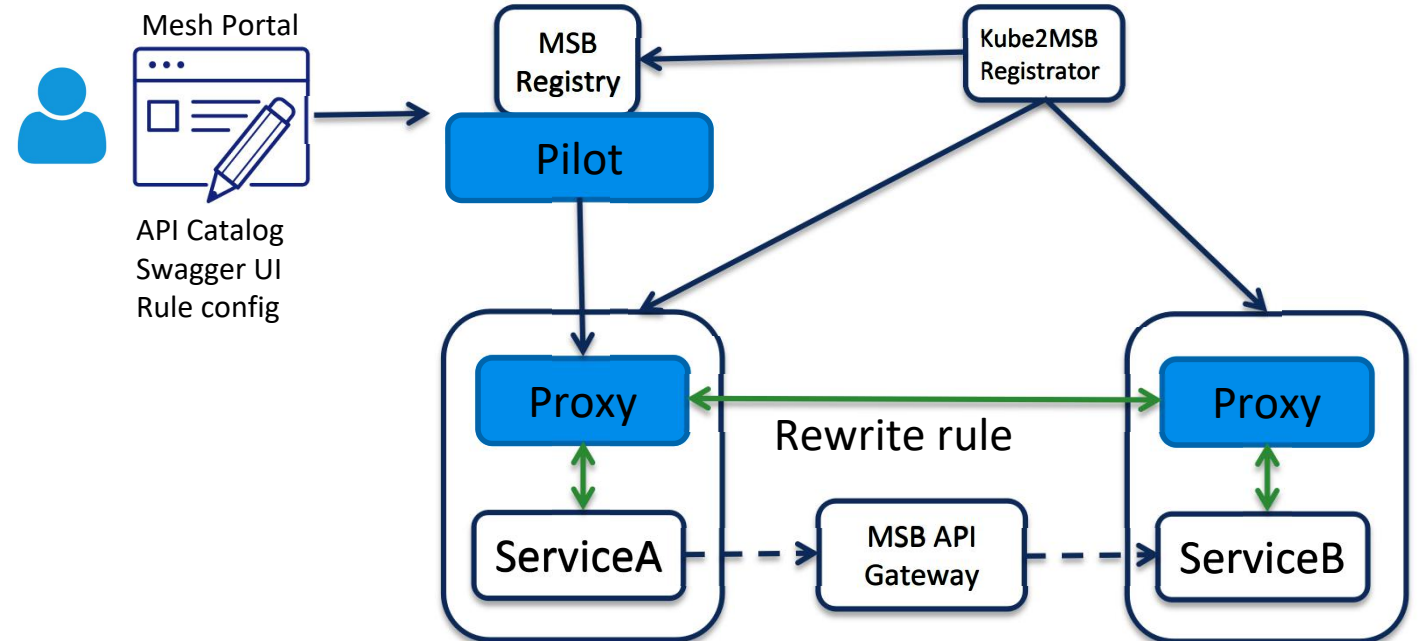 Mesh Portal
API Catalog
Swagger UI
Rule config
MSB
Registry
Pilot
Kube2MSB
Registrator
Proxy
Rewrite rule
Proxy
ServiceA
MSB API
Gateway
ServiceB